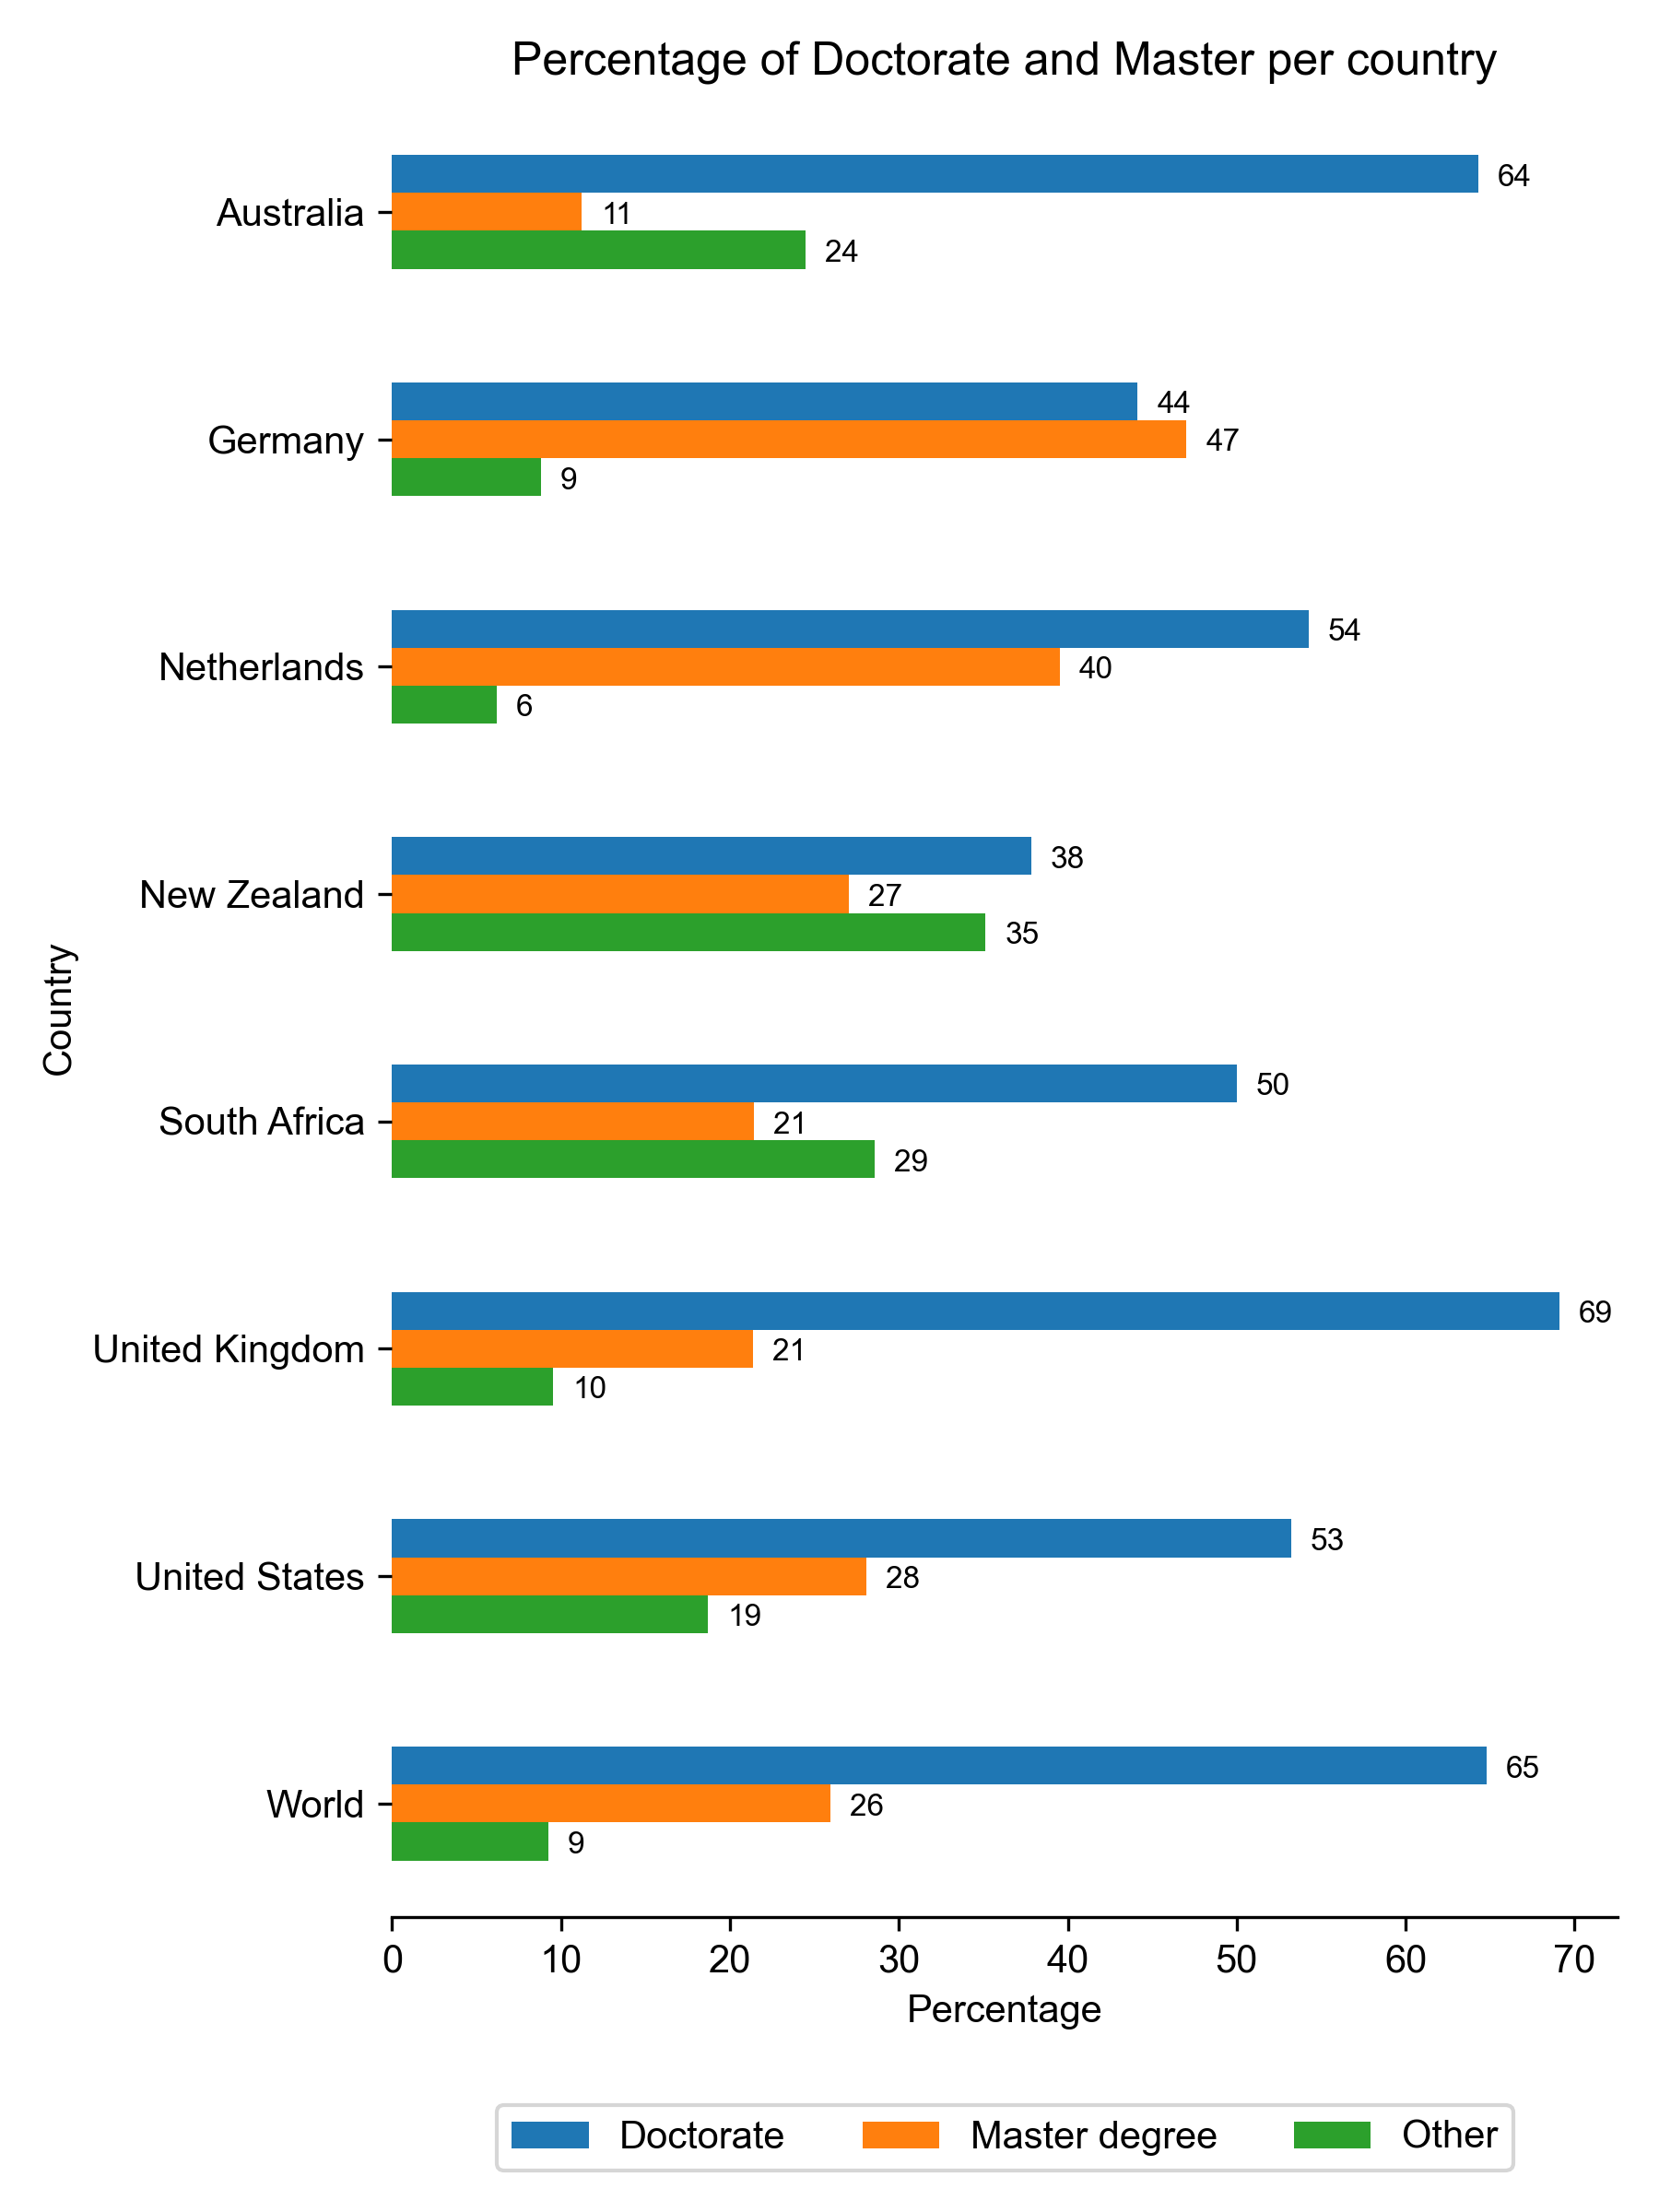 Percentage of Doctorate and Master per country
Country
Australia
64
11
24
Germany
44
47
9
Netherlands
54
40
6
New Zealand
38
27
35
South Africa
50
21
29
United Kingdom
69
21
10
United States
53
28
19
World
65
26
9
0 10 20 30 40 50 60 70
Percentage
Doctorate Master degree Other